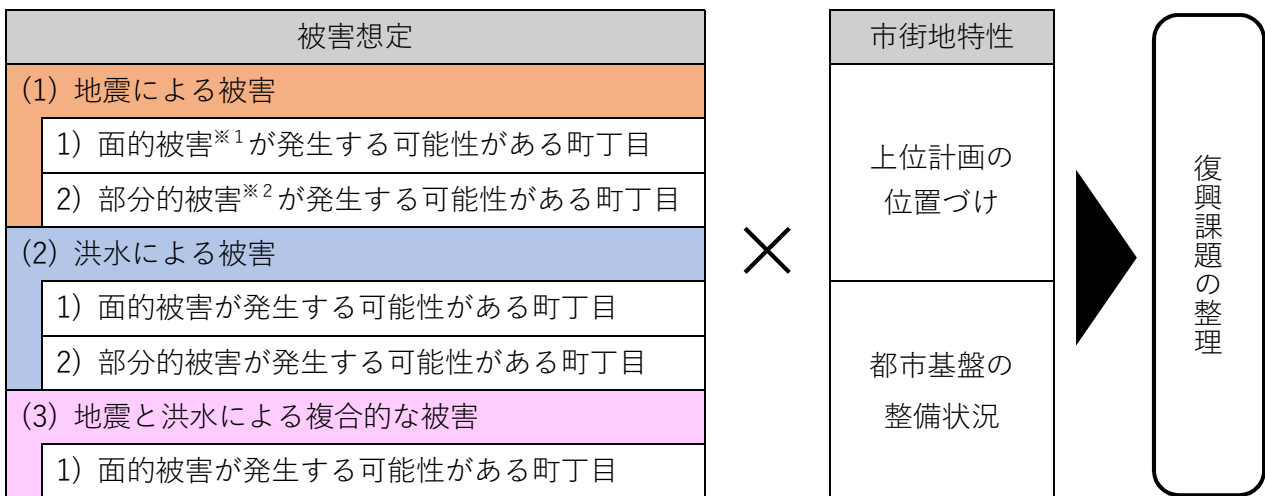 被害想定
(1) 地震による被害
1) 面的被害※1が発生する可能性がある町丁目
2) 部分的被害※2が発生する可能性がある町丁目
(2) 洪水による被害
1) 面的被害が発生する可能性がある町丁目
2) 部分的被害が発生する可能性がある町丁目
(3) 地震と洪水による複合的な被害
1) 面的被害が発生する可能性がある町丁目
×
市街地特性
上位計画の
位置づけ
都市基盤の
整備状況
復興課題の整理